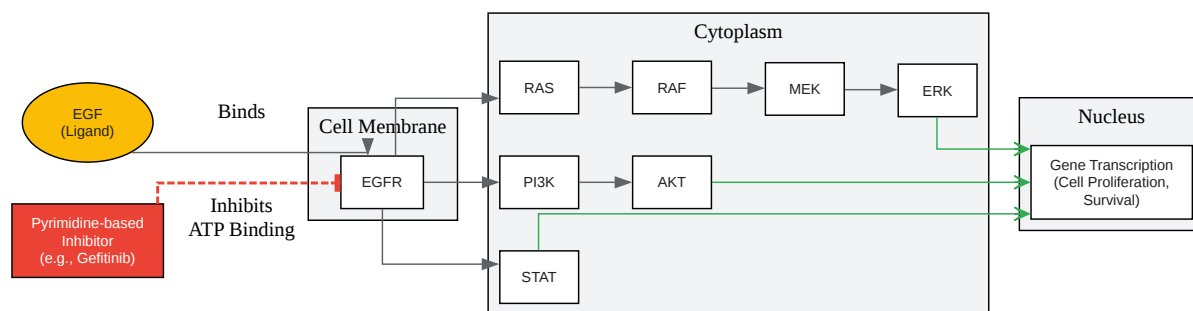 Cytoplasm
RAS
RAF
MEK
ERK
EGF
(Ligand)
Binds
Cell Membrane
EGFR
Nucleus
Gene Transcription
(Cell Proliferation,
Survival)
PI3K
AKT
Pyrimidine-based
Inhibitor
(e.g., Gefitinib)
Inhibits
ATP Binding
STAT